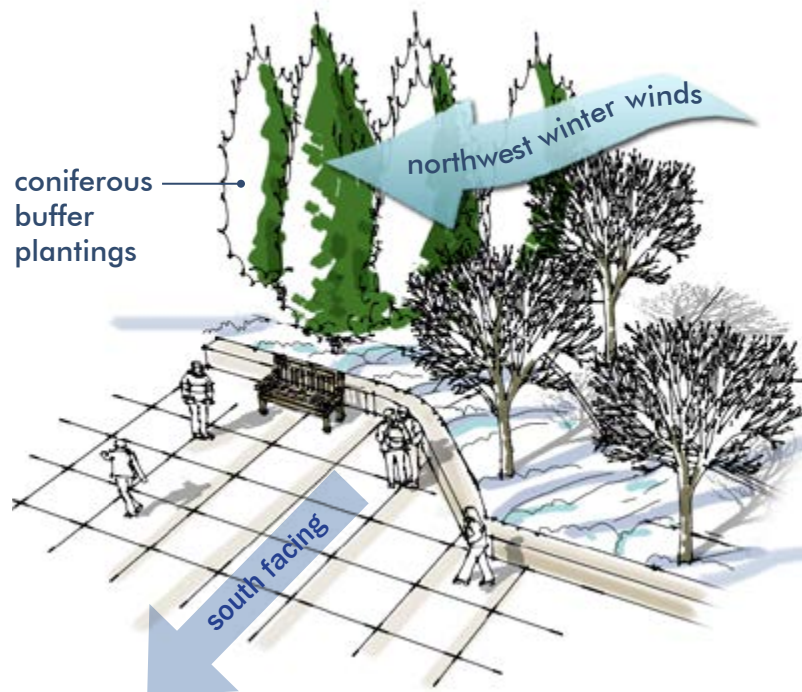 northwest winter winds
coniferous
buffer
plantings
south facing